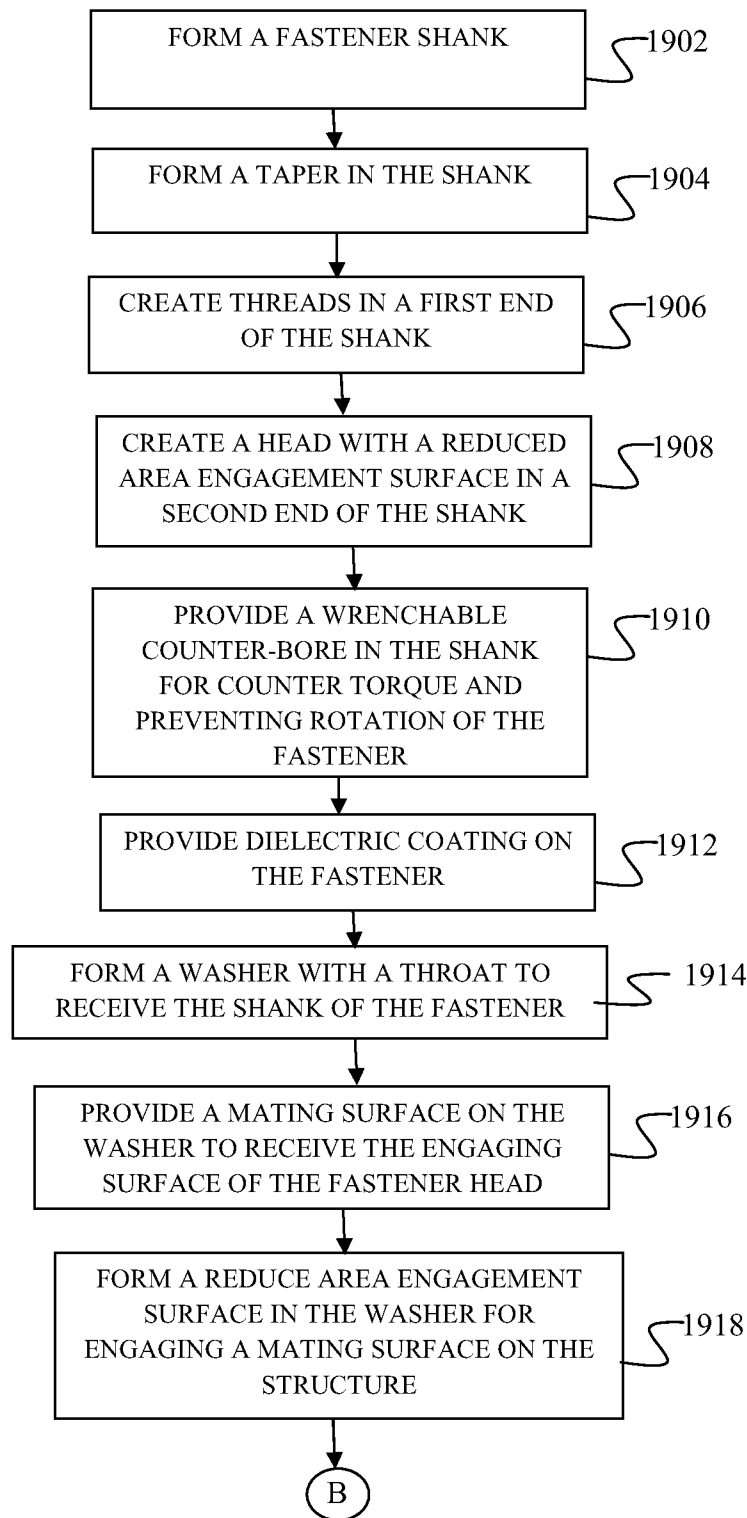 FORM A FASTENER SHANK
1902
FORM A TAPER IN THE SHANK
1904
CREATE THREADS IN A FIRST END
OF THE SHANK
1906
CREATE A HEAD WITH A REDUCED
AREA ENGAGEMENT SURFACE IN A
SECOND END OF THE SHANK
1908
PROVIDE A WRENCHABLE
COUNTER-BORE IN THE SHANK
FOR COUNTER TORQUE AND
PREVENTING ROTATION OF THE
FASTENER
1910
PROVIDE DIELECTRIC COATING ON
THE FASTENER
1912
FORM A WASHER WITH A THROAT TO
RECEIVE THE SHANK OF THE FASTENER
1914
PROVIDE A MATING SURFACE ON THE
WASHER TO RECEIVE THE ENGAGING
SURFACE OF THE FASTENER HEAD
1916
FORM A REDUCE AREA ENGAGEMENT
SURFACE IN THE WASHER FOR
ENGAGING A MATING SURFACE ON THE
STRUCTURE
1918
B